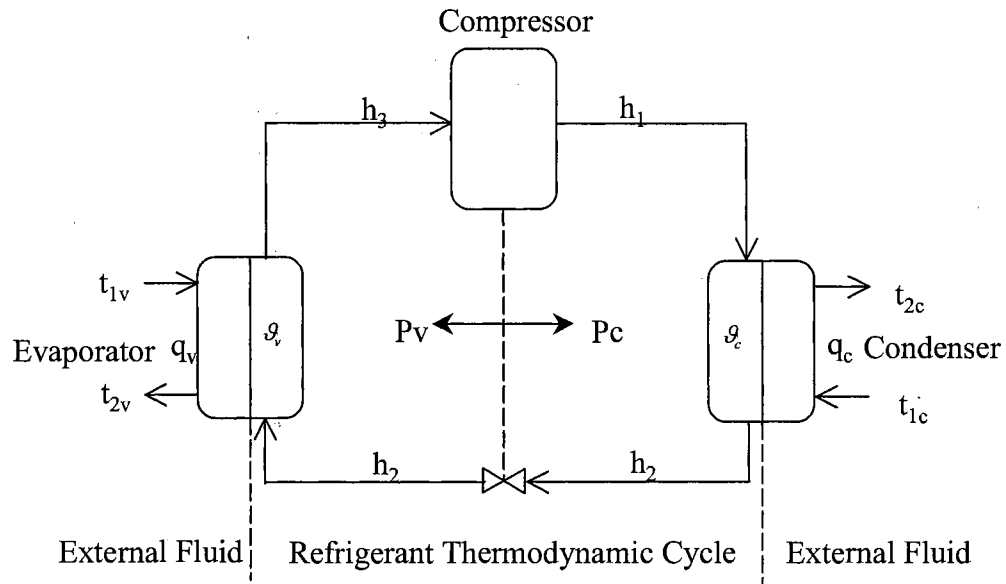 Compressor
h₃
h₁
t₁ᵥ
t₂c
ϑᵥ
Pv
Pc
ϑc
Evaporator qᵥ
qc Condenser
t₂ᵥ
t₁c
h₂
h₂
External Fluid
Refrigerant Thermodynamic Cycle
External Fluid